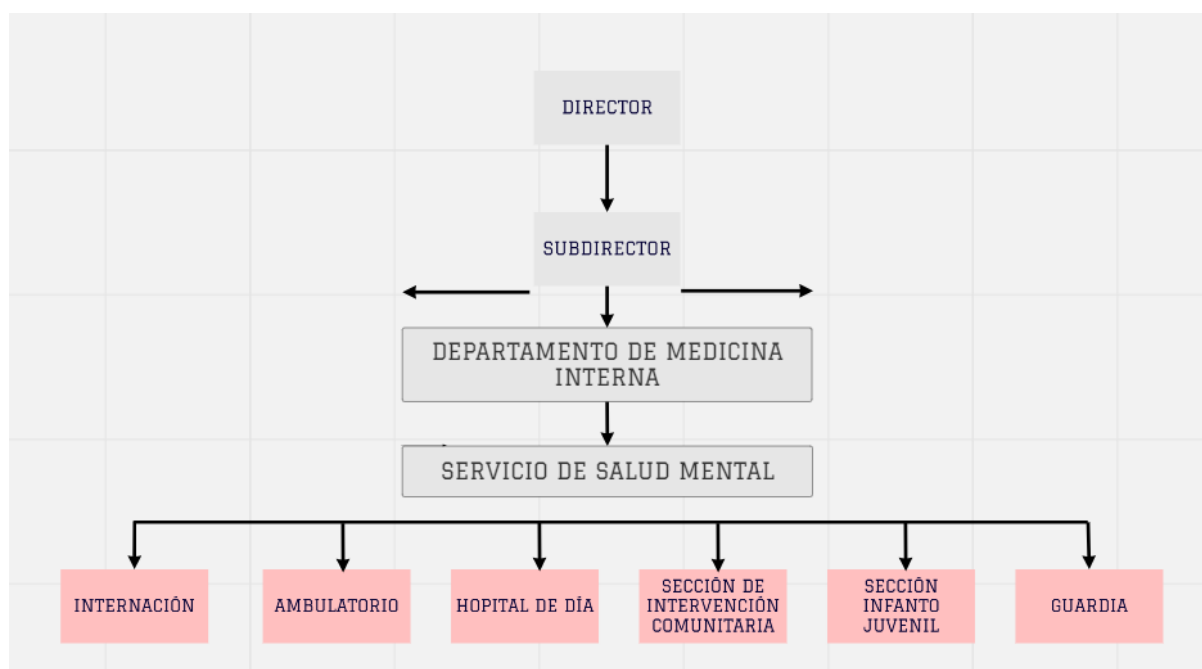 DIRECTOR
SUBDIRECTOR
DEPARTAMENTO DE MEDICINA
INTERNA
SERVICIO DE SALUD MENTAL
INTERNACIÓN
AMBULATORIO
HOPITAL DE DÍA
SECCIÓN DE
INTERVENCIÓN
COMUNITARIA
SECCIÓN
INFANTO
JUVENIL
GUARDIA